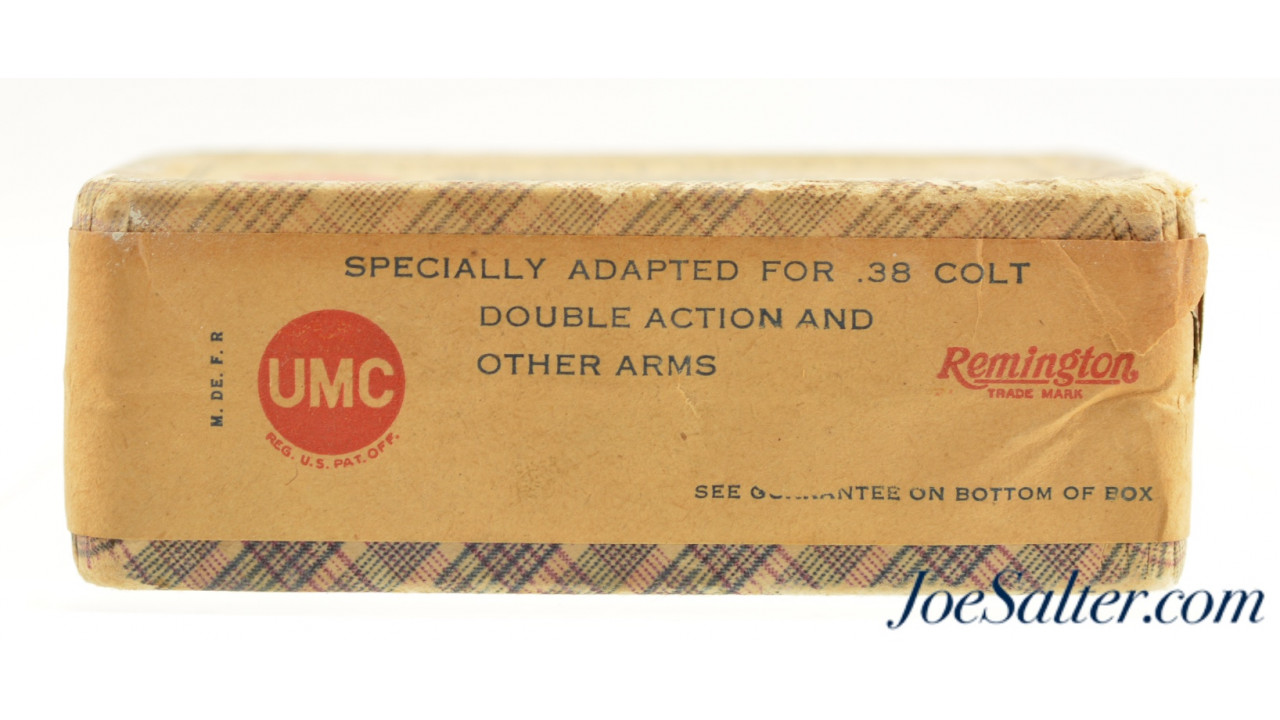 SPECIALLY ADAPTED FOR .38 COLT
DOUBLE ACTION AND
OTHER ARMS
M. DE. F. R
UMC
REG. U.S. PAT. OFF.
Remington
TRADE MARK
SEE GUARANTEE ON BOTTOM OF BOX
JoeSalter.com